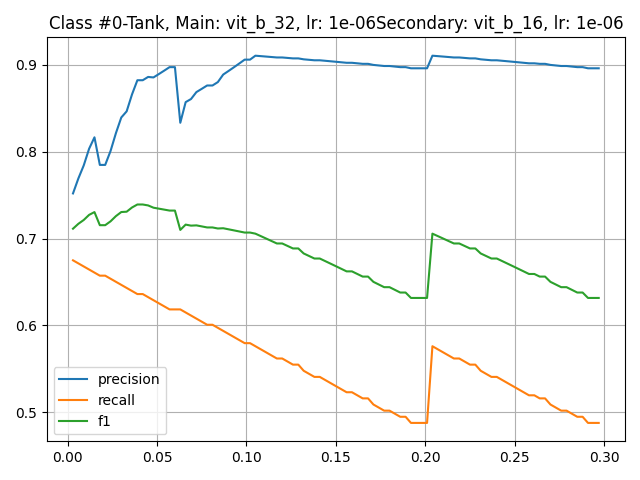 Class #0-Tank, Main: vit_b_32, lr: 1e-06Secondary: vit_b_16, lr: 1e-06
0.9
0.8
0.7
0.6
0.5
precision
recall
f1
0.00 0.05 0.10 0.15 0.20 0.25 0.30